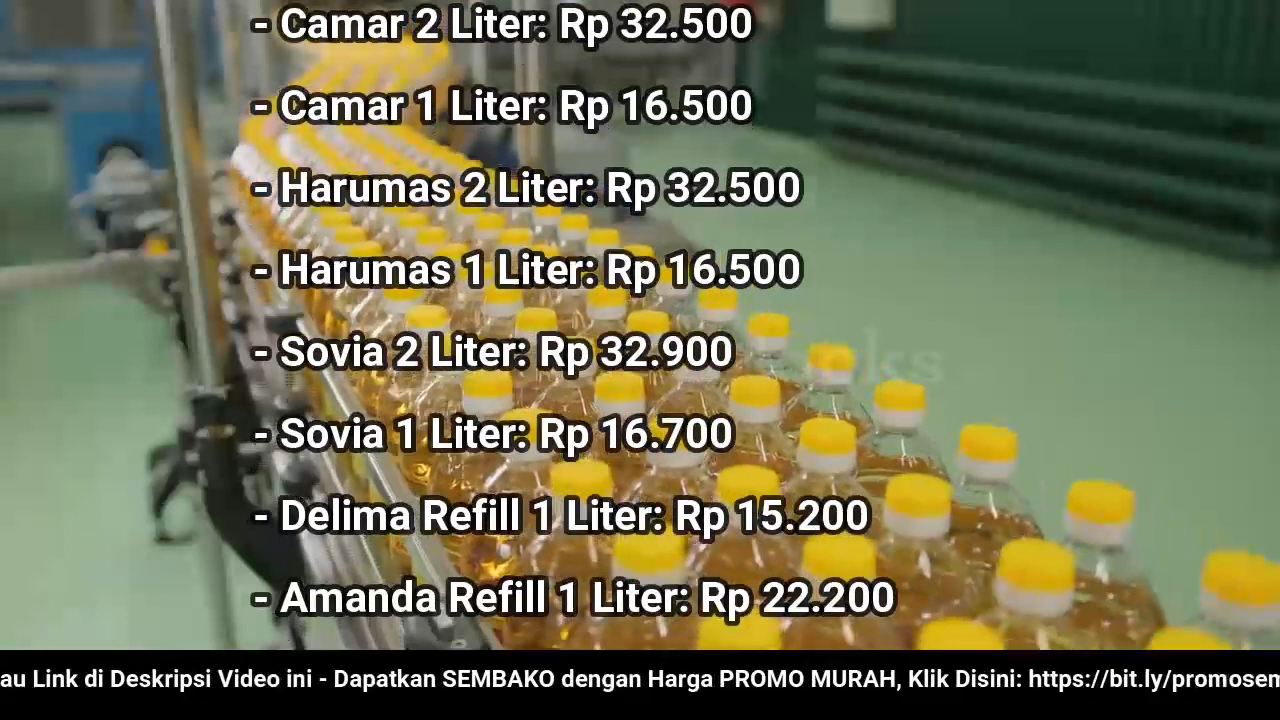 - Camar 2 Liter: Rp 32.500
- Camar 1 Liter: Rp 16.500
- Harumas 2 Liter: Rp 32.500
- Harumas 1 Liter: Rp 16.500
- Sovia 2 Liter: Rp 32.900
- Sovia 1 Liter: Rp 16.700
- Delima Refill 1 Liter: Rp 15.200
- Amanda Refill 1 Liter: Rp 22.200
au Link di Deskripsi Video ini - Dapatkan SEMBAKO dengan Harga PROMO MURAH, Klik Disini: https://bit.ly/promosem